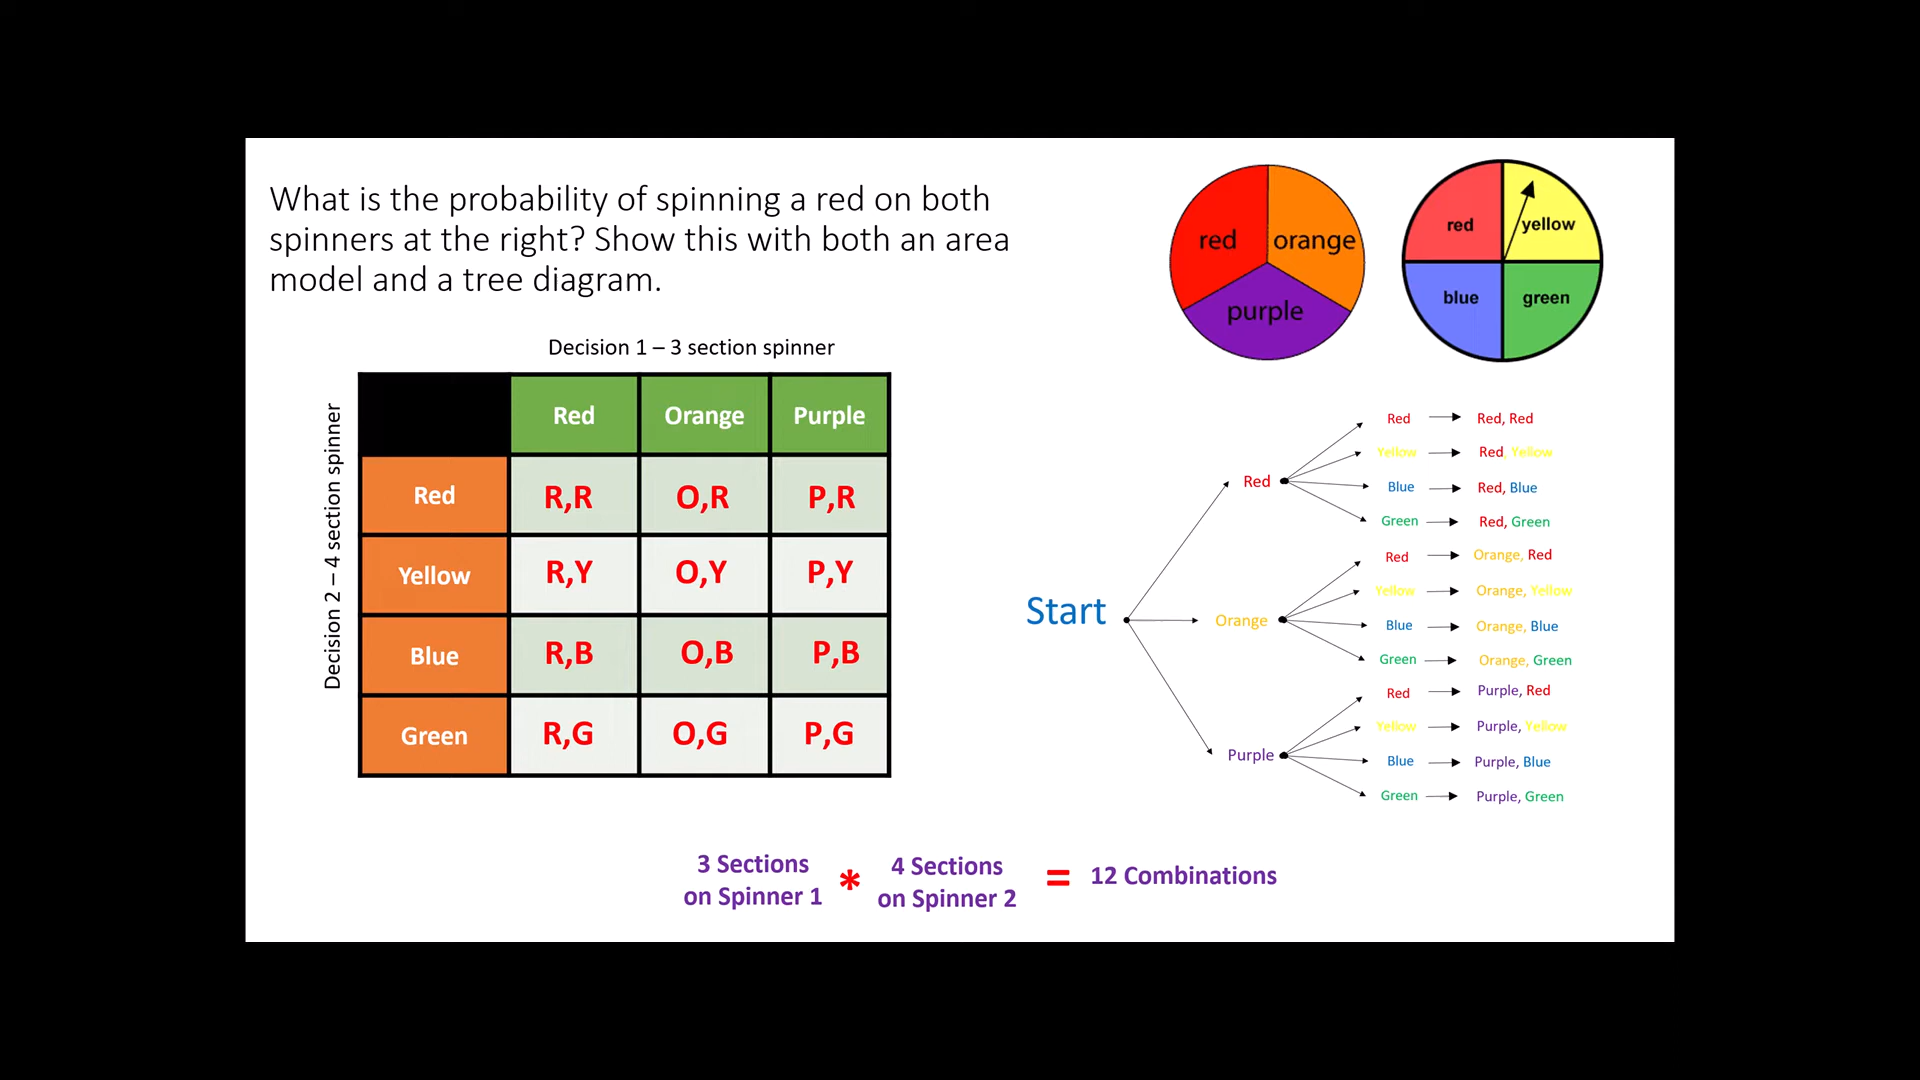 What is the probability of spinning a red on both
spinners at the right? Show this with both an area
model and a tree diagram.
red
orange
purple
red
yellow
blue
green
Decision 1 – 3 section spinner
Decision 2 – 4 section spinner
Red Orange Purple
Red R,R O,R P,R
Yellow R,Y O,Y P,Y
Blue R,B O,B P,B
Green R,G O,G P,G
Start
Red
Orange
Purple
Red Red, Red
Yellow Red, Yellow
Blue Red, Blue
Green Red, Green
Red Orange, Red
Yellow Orange, Yellow
Blue Orange, Blue
Green Orange, Green
Red Purple, Red
Yellow Purple, Yellow
Blue Purple, Blue
Green Purple, Green
3 Sections
on Spinner 1
*
4 Sections
on Spinner 2
=
12 Combinations